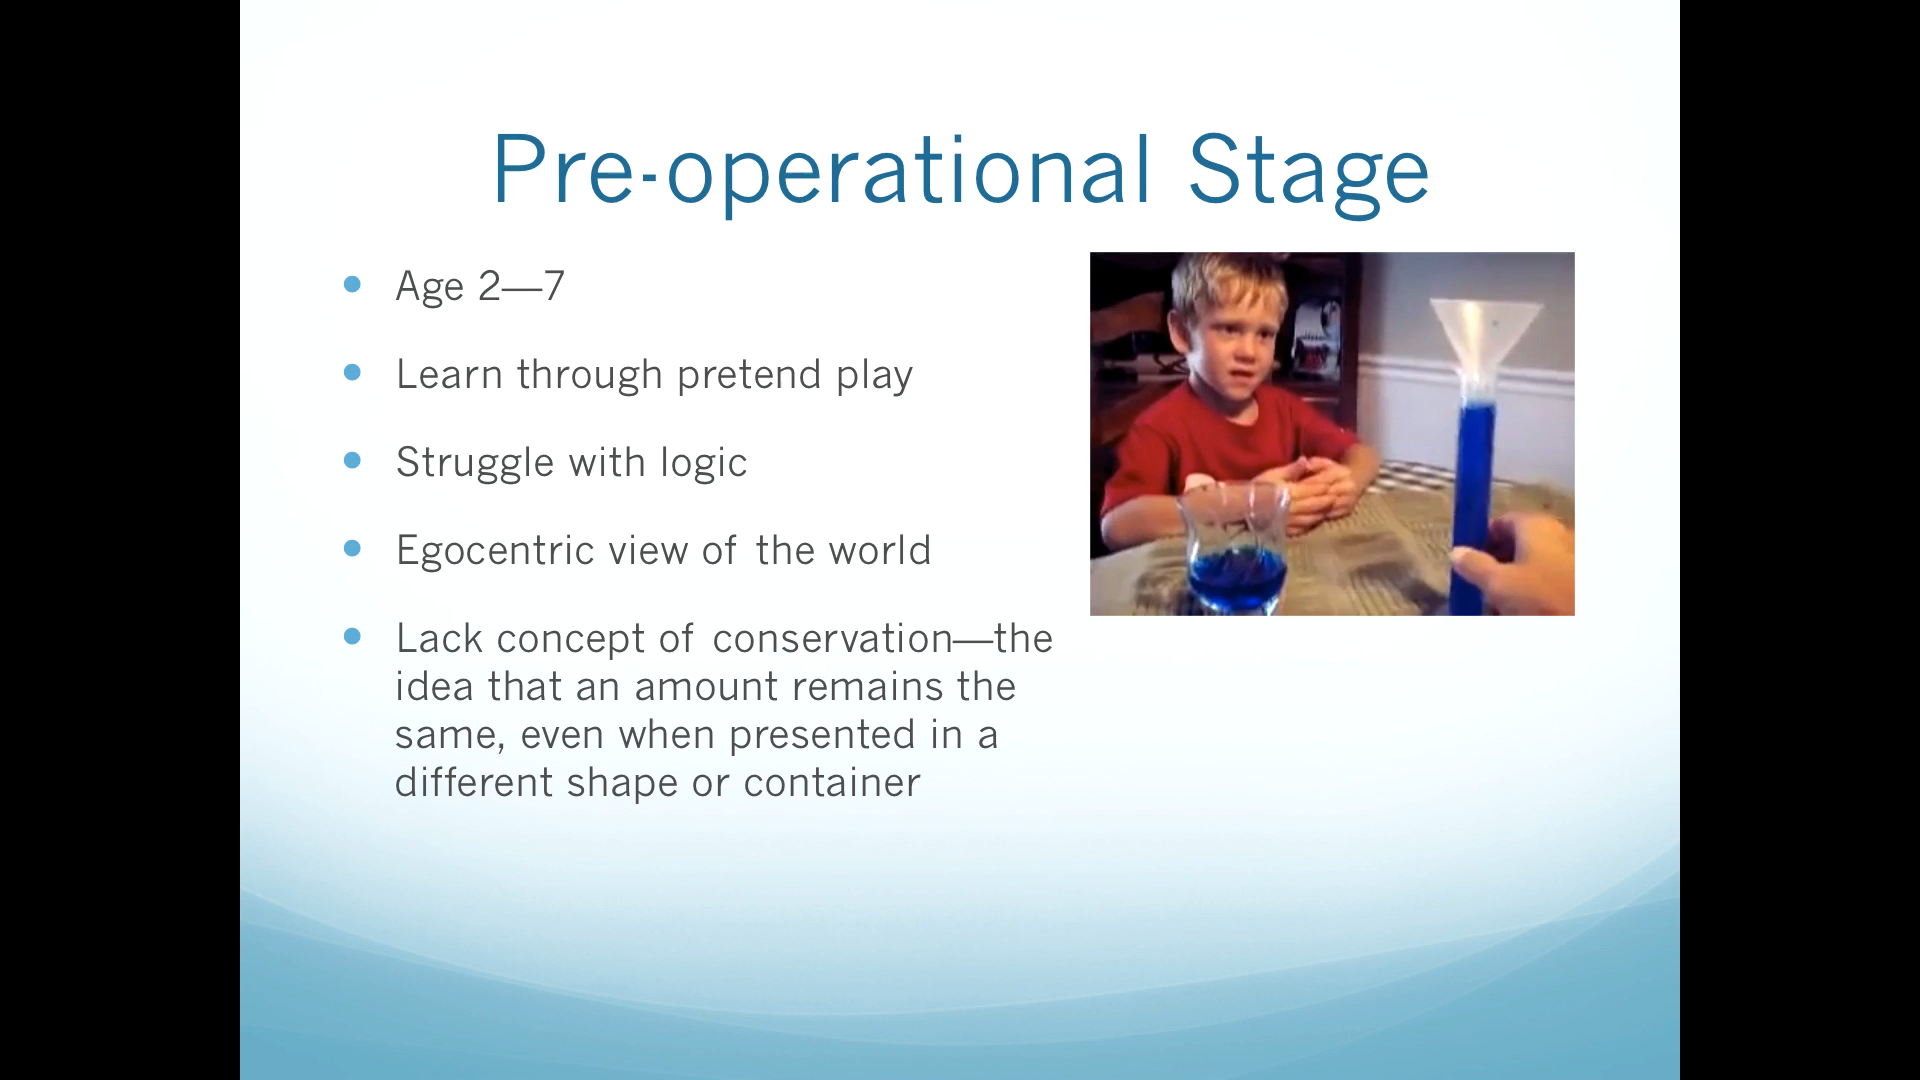 Pre-operational Stage
Age 2—7
Learn through pretend play
Struggle with logic
Egocentric view of the world
Lack concept of conservation—the
idea that an amount remains the
same, even when presented in a
different shape or container